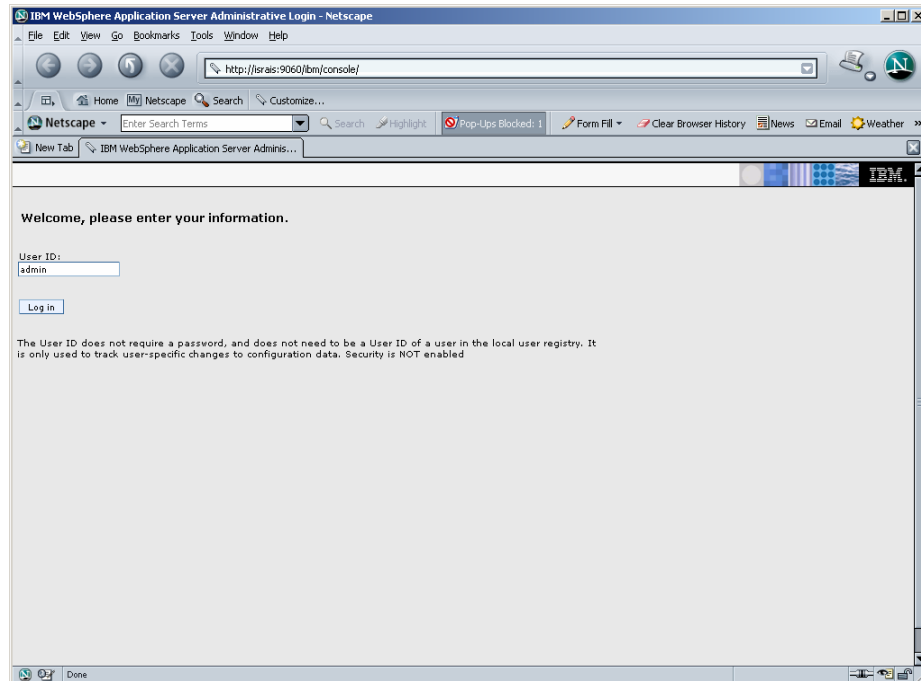 IBM WebSphere Application Server Administrative Login - Netscape
File Edit View Go Bookmarks Tools Window Help
http://israis:9060/ibm/console/
Home My Netscape Search Customize...
Netscape Enter Search Terms Search Highlight Pop-Ups Blocked: 1 Form Fill Clear Browser History News Email Weather »
New Tab IBM WebSphere Application Server Adminis...
IBM.
Welcome, please enter your information.
User ID:
admin
Log in
The User ID does not require a password, and does not need to be a User ID of a user in the local user registry. It
is only used to track user-specific changes to configuration data. Security is NOT enabled
Done